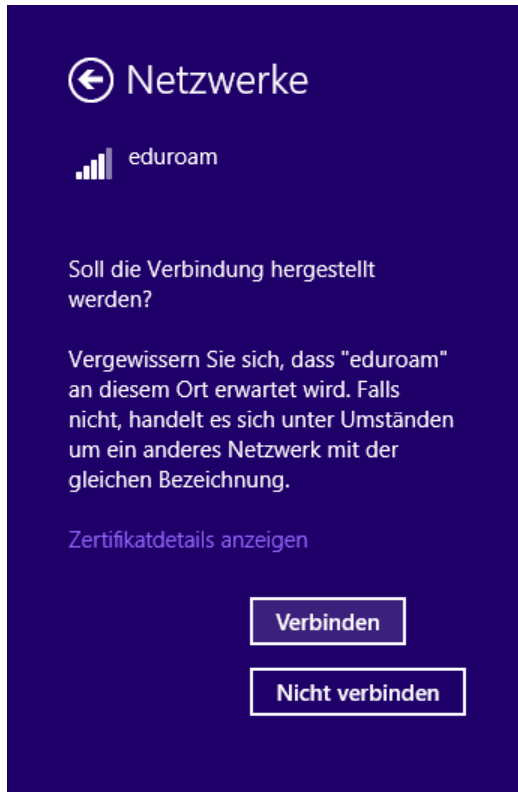 Netzwerke
eduroam
Soll die Verbindung hergestellt
werden?
Vergewissern Sie sich, dass "eduroam"
an diesem Ort erwartet wird. Falls
nicht, handelt es sich unter Umständen
um ein anderes Netzwerk mit der
gleichen Bezeichnung.
Zertifikatdetails anzeigen
Verbinden
Nicht verbinden